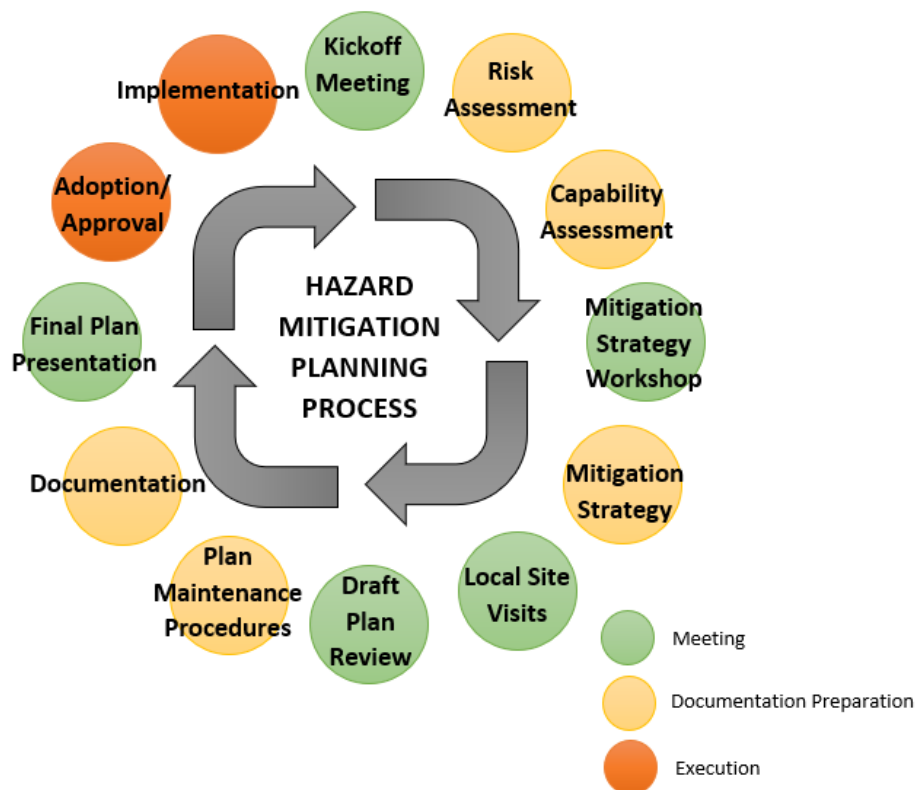 Kickoff
Meeting
Risk
Assessment
Capability
Assessment
Mitigation
Strategy
Workshop
Mitigation
Strategy
Local Site
Visits
Draft
Plan
Review
Plan
Maintenance
Procedures
Documentation
Final Plan
Presentation
Adoption/
Approval
Implementation
HAZARD
MITIGATION
PLANNING
PROCESS
Meeting
Documentation Preparation
Execution